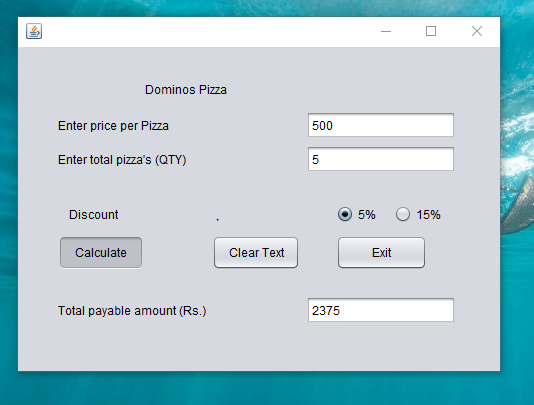 Dominos Pizza
Enter price per Pizza 500
Enter total pizza's (QTY) 5
Discount . 5% 15%
Calculate Clear Text Exit
Total payable amount (Rs.) 2375